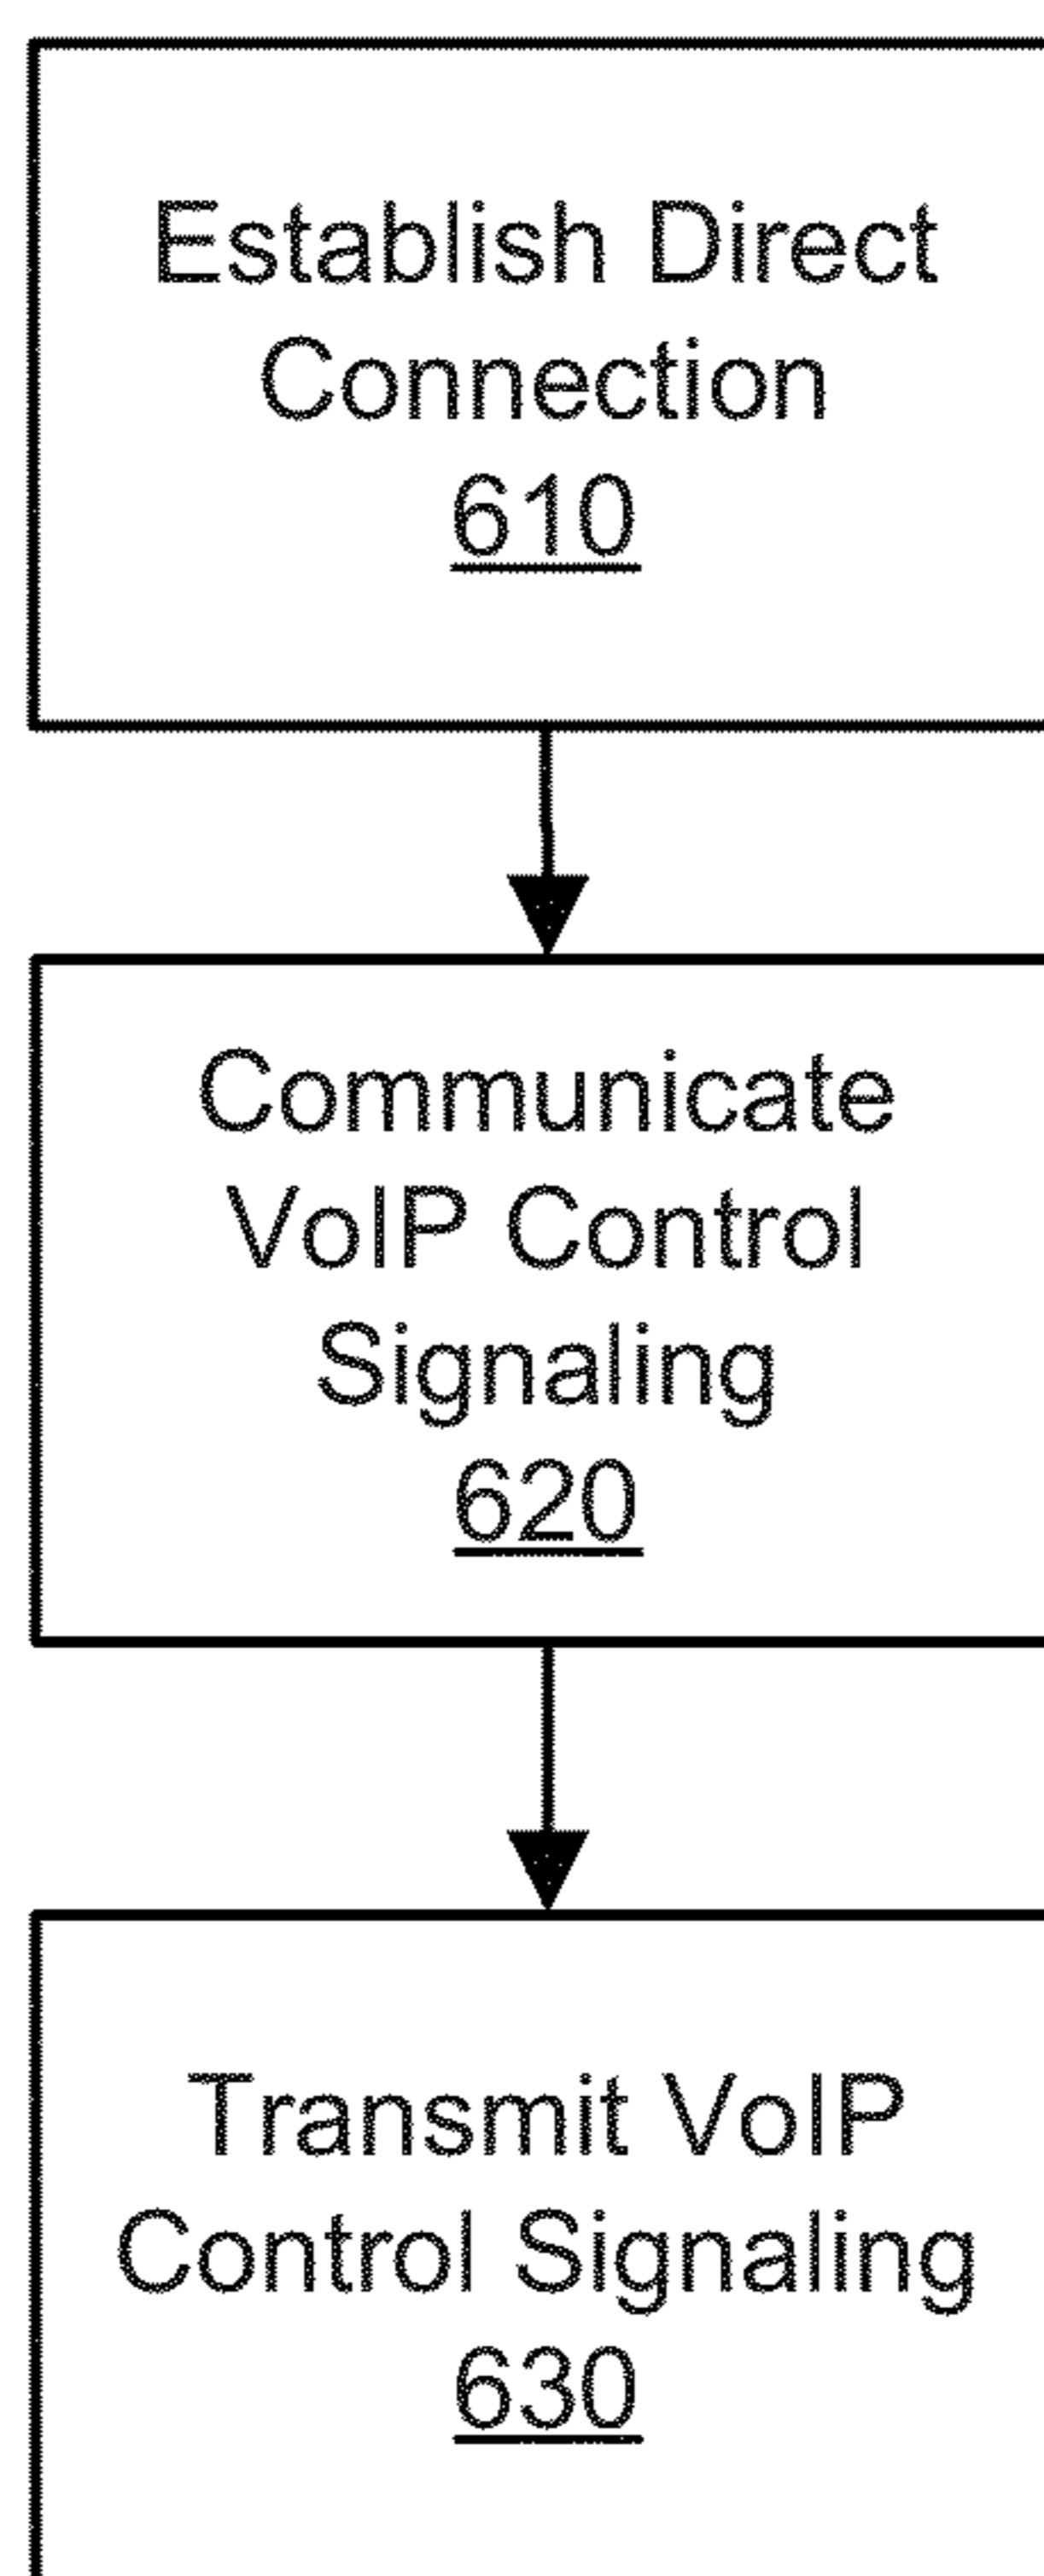 Establish Direct
Connection
610
Communicate
VoIP Control
Signaling
620
Transmit VoIP
Control Signaling
630